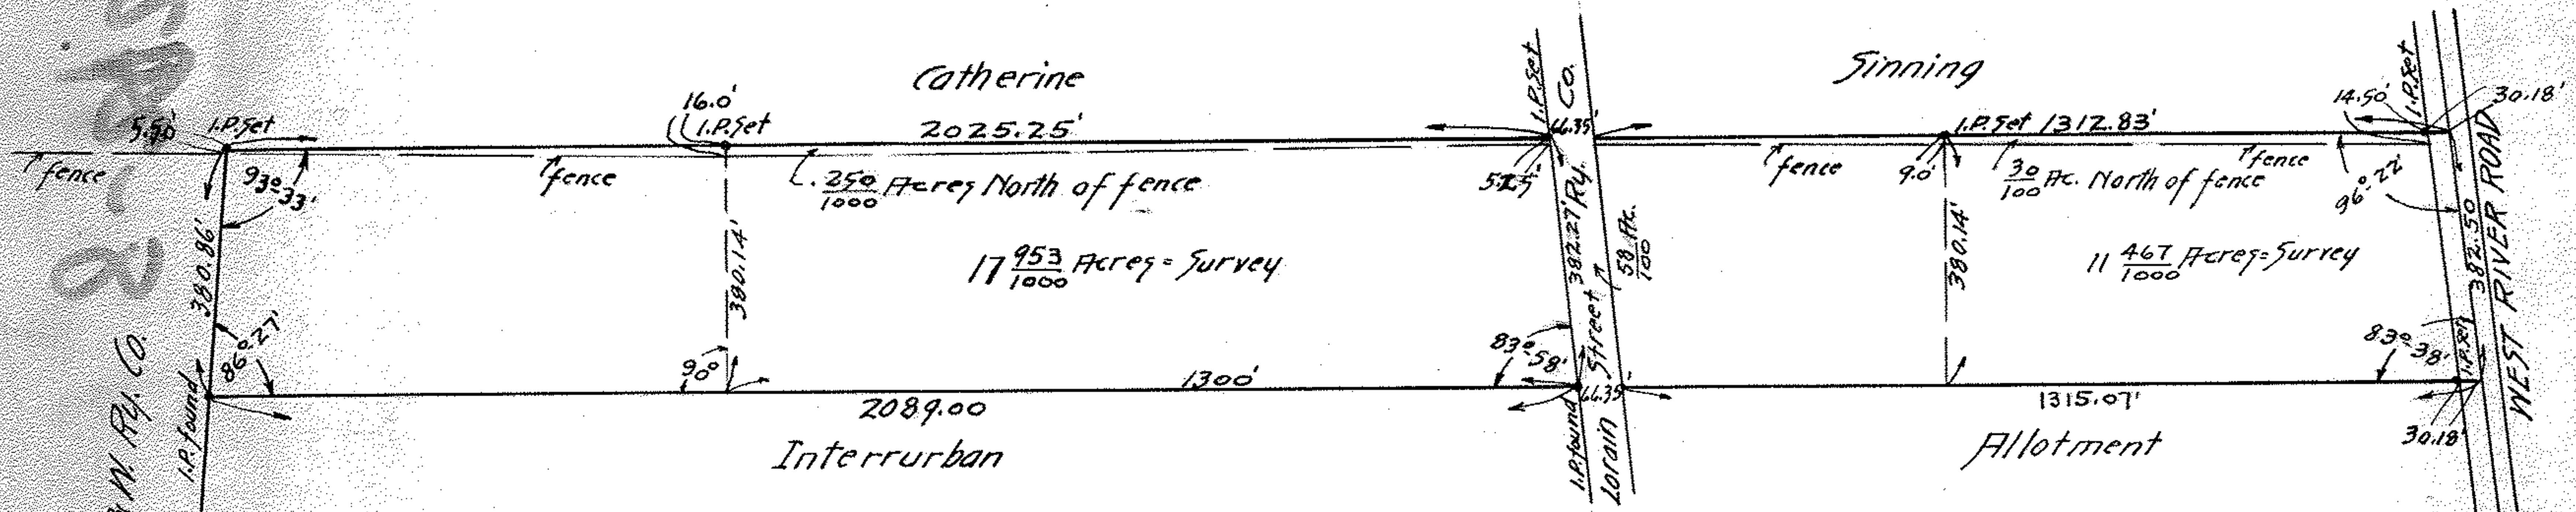 Catherine
Sinning
I.P. Set
Co.
I.P. Set
5.50'
I.P. Set
16.0'
I.P. Set
2025.25'
66.35'
I.P. Set 1312.83'
14.50'
30.18'
fence
93°-33'
fence
250/1000 Acres North of fence
fence
9.0'
30/100 Ac. North of fence
fence
96°-22'
380.86'
380.14'
17 953/1000 Acres = Survey
382.27' Ry.
58/100 Ac.
380.14'
11 467/1000 Acres = Survey
382.50
WEST RIVER ROAD
86°-27'
90°
1300'
83°-58'
Street
66.35'
83°-38'
I.P. Set
W. Ry. Co.
I.P. found
2089.00
1315.07'
30.18'
Interrurban
I.P. found
Lorain
Allotment